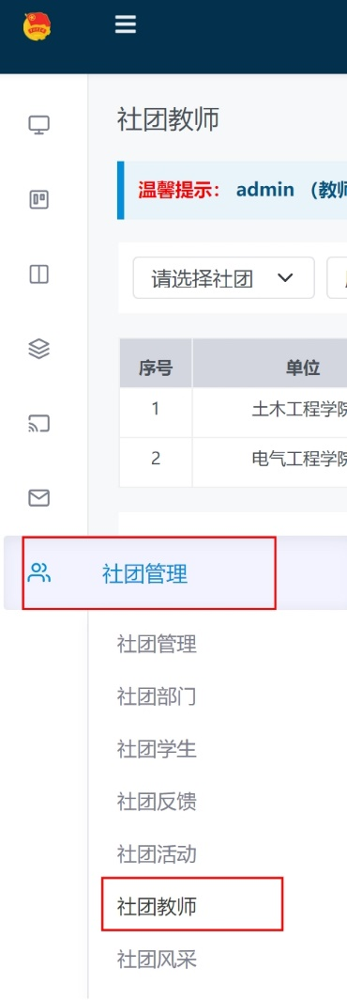 社团教师
温馨提示： admin （教师
请选择社团
序号 单位
1 土木工程学院
2 电气工程学院
社团管理
社团管理
社团部门
社团学生
社团反馈
社团活动
社团教师
社团风采